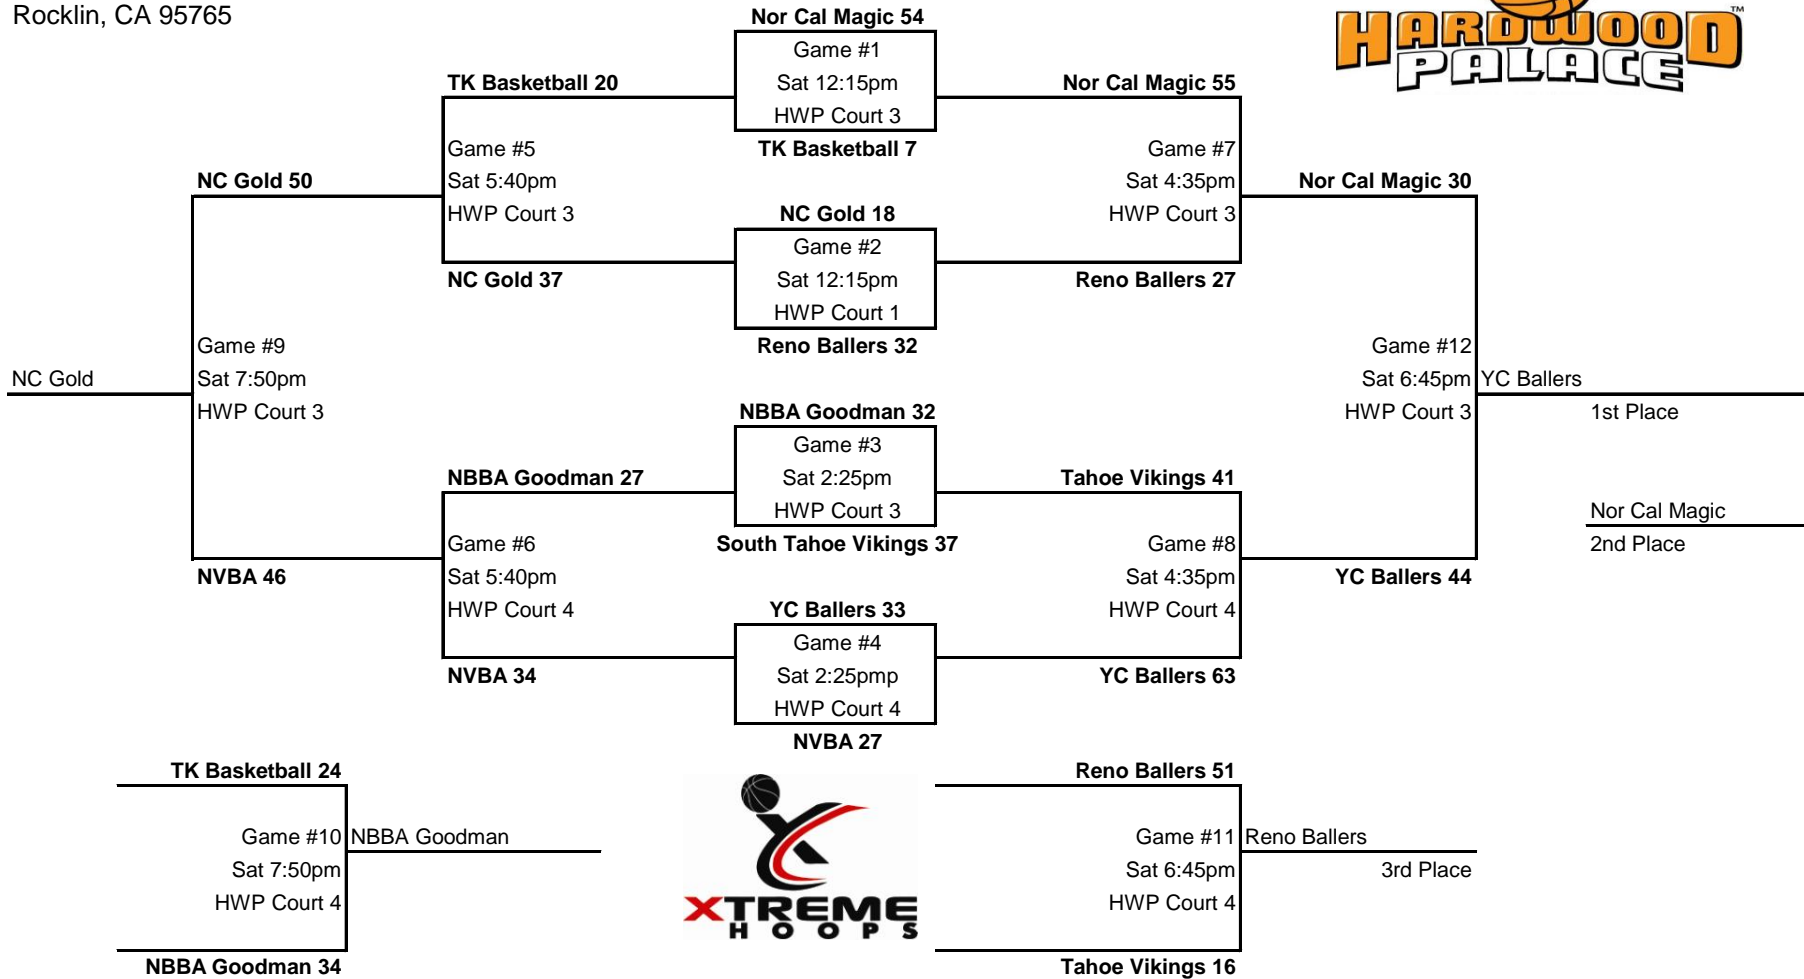 Rocklin, CA 95765
HARDWOOD
PALACE
TM
Nor Cal Magic 54
Game #1
Sat 12:15pm
HWP Court 3
TK Basketball 7
TK Basketball 20
Game #5
Sat 5:40pm
HWP Court 3
NC Gold 37
Nor Cal Magic 55
Game #7
Sat 4:35pm
HWP Court 3
Reno Ballers 27
NC Gold 50
Game #9
Sat 7:50pm
HWP Court 3
NVBA 46
NC Gold
NC Gold 18
Game #2
Sat 12:15pm
HWP Court 1
Reno Ballers 32
Nor Cal Magic 30
Game #12
Sat 6:45pm
HWP Court 3
YC Ballers 44
YC Ballers
1st Place
Nor Cal Magic
2nd Place
NBBA Goodman 32
Game #3
Sat 2:25pm
HWP Court 3
South Tahoe Vikings 37
NBBA Goodman 27
Game #6
Sat 5:40pm
HWP Court 4
NVBA 34
Tahoe Vikings 41
Game #8
Sat 4:35pm
HWP Court 4
YC Ballers 63
YC Ballers 33
Game #4
Sat 2:25pmp
HWP Court 4
NVBA 27
TK Basketball 24
Game #10
Sat 7:50pm
HWP Court 4
NBBA Goodman 34
NBBA Goodman
XTREME
HOOPS
Reno Ballers 51
Game #11
Sat 6:45pm
HWP Court 4
Tahoe Vikings 16
Reno Ballers
3rd Place